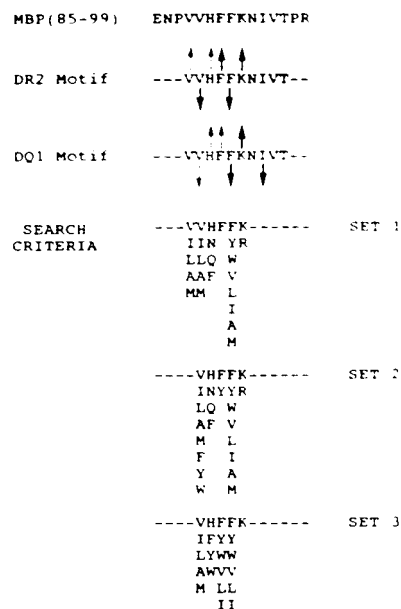 MBP(85-99) ENPVVHFFKNIVTPR
DR2 Motif ---VVHFFKNIVT--
DQ1 Motif ---VVHFFKNIVT--
SEARCH CRITERIA ---VVHFFK------ SET 1
IIN YR
LLQ W
AAF V
MM L
I
A
M
----VHFFK------ SET 2
INYYR
LQ W
AF V
M L
F I
Y A
W M
----VHFFK------ SET 3
IFYY
LYWW
AWVV
M LL
II